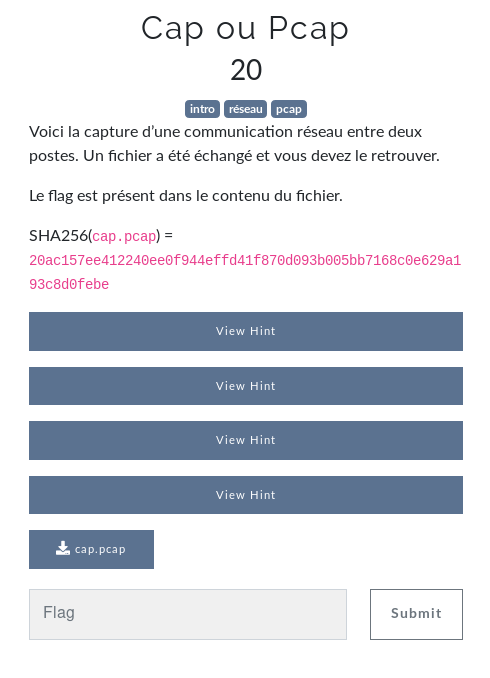 Cap ou Pcap
20
intro réseau pcap
Voici la capture d’une communication réseau entre deux
postes. Un fichier a été échangé et vous devez le retrouver.
Le flag est présent dans le contenu du fichier.
SHA256(cap.pcap) =
20ac157ee412240ee0f944effd41f870d093b005bb7168c0e629a1
93c8d0febe
View Hint
View Hint
View Hint
View Hint
cap.pcap
Flag
Submit